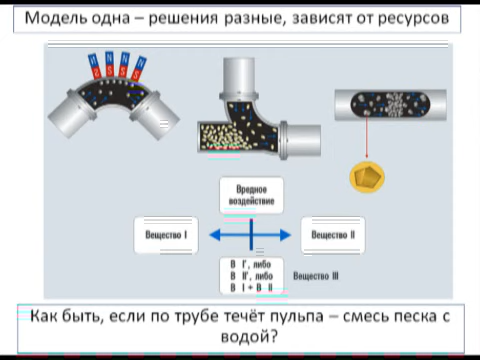 Модель одна – решения разные, зависят от ресурсов
N N N N
S S S S
Вредное
воздействие
Вещество I
Вещество II
В I', либо
В II', либо
В I + В II
Вещество III
Как быть, если по трубе течёт пульпа – смесь песка с
водой?